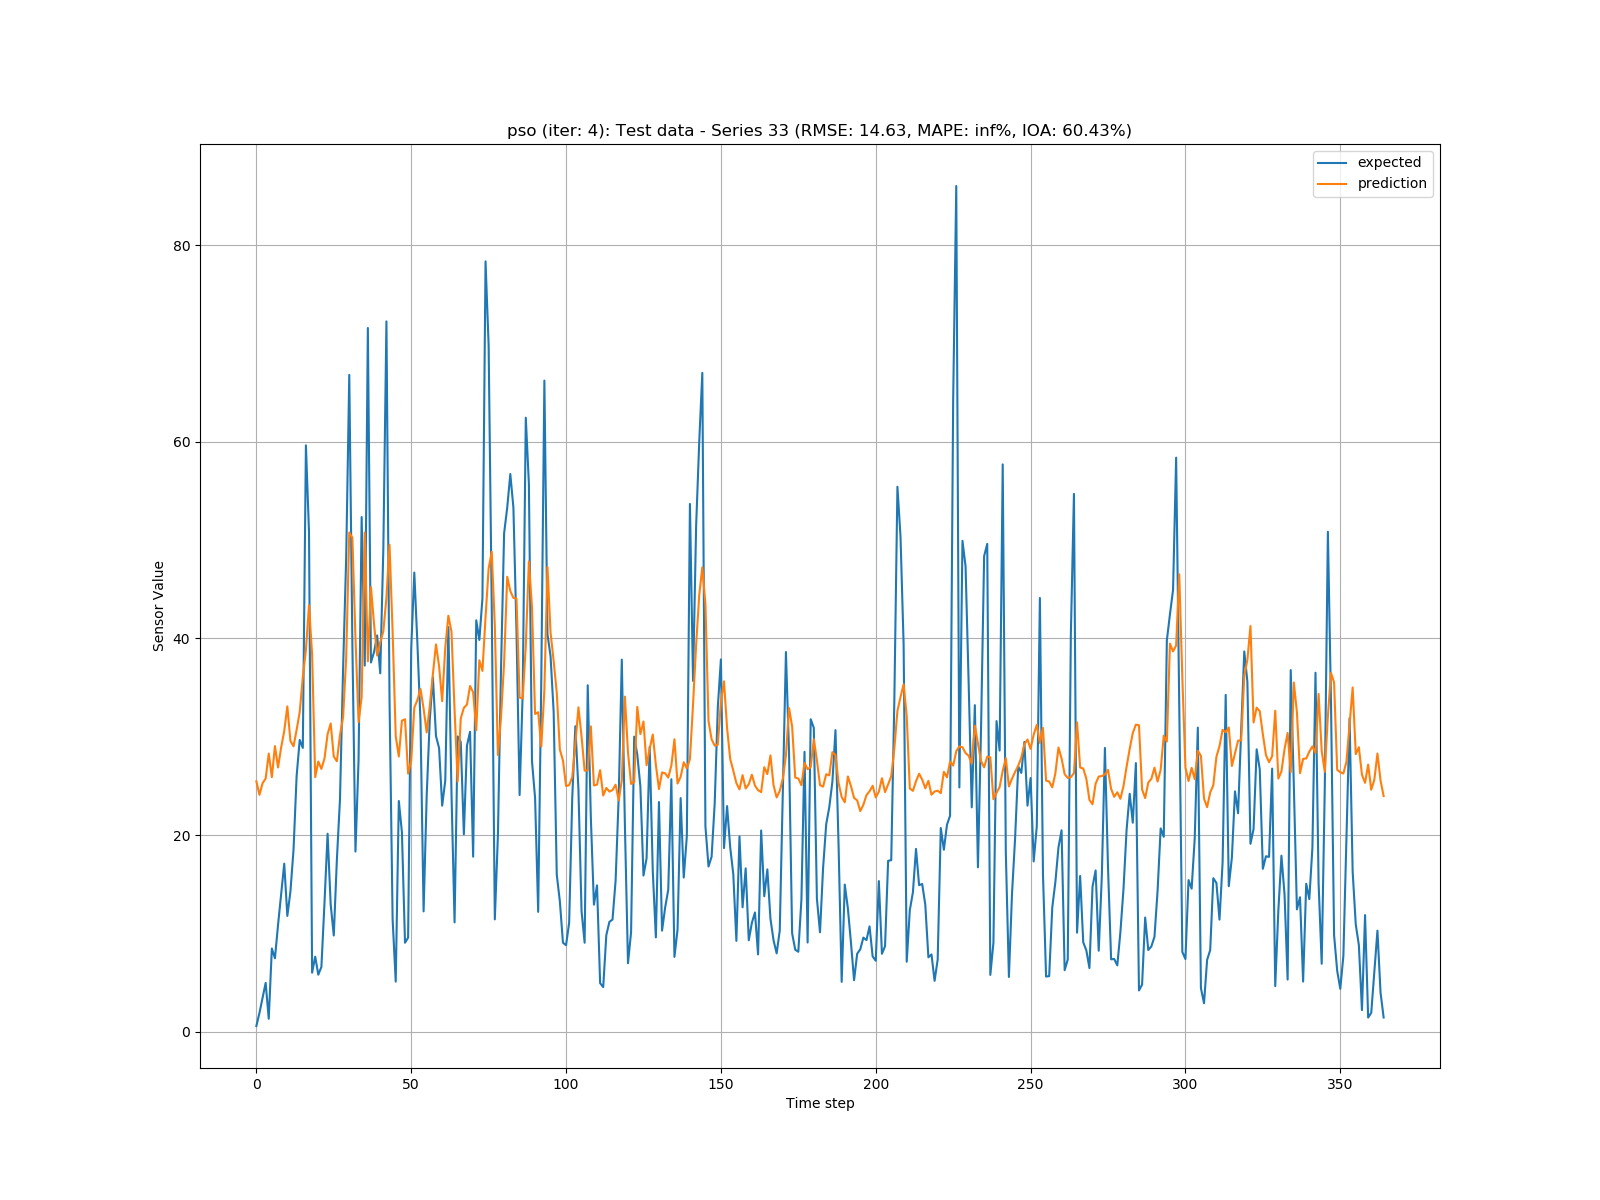 pso (iter: 4): Test data - Series 33 (RMSE: 14.63, MAPE: inf%, IOA: 60.43%)
expected
prediction
80
60
40
20
0
Sensor Value
0 50 100 150 200 250 300 350
Time step